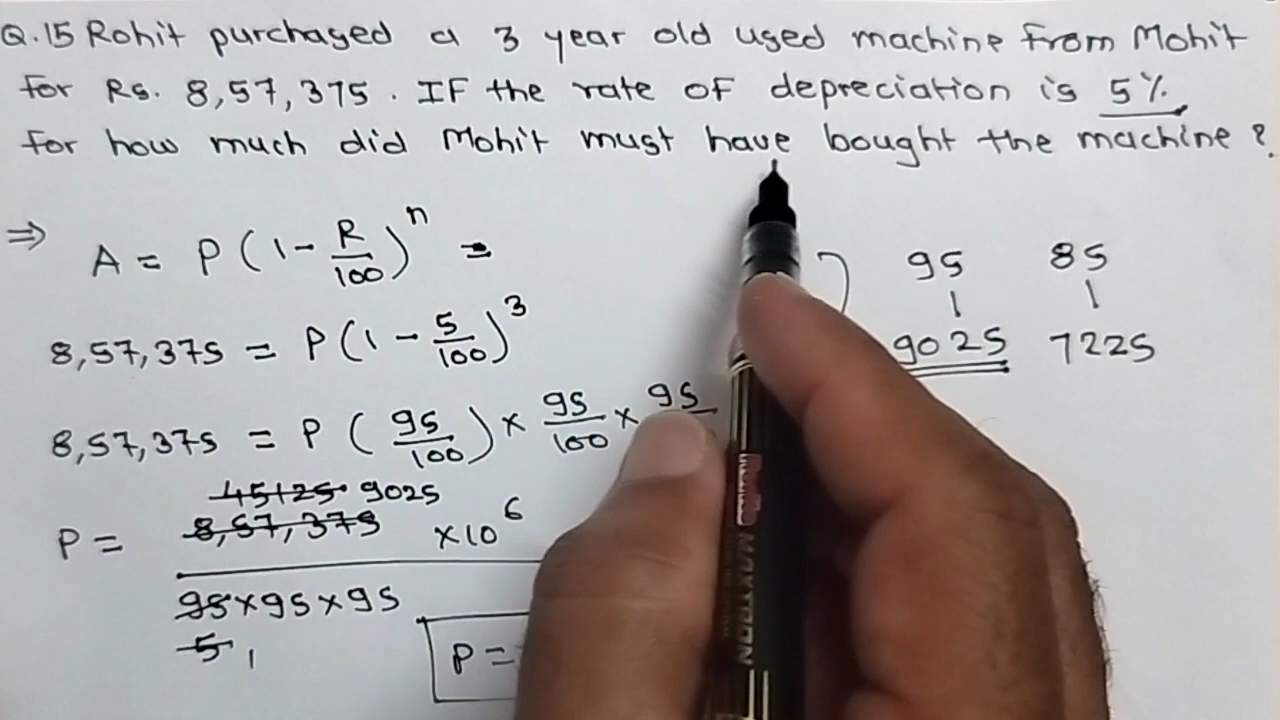 Q.15 Rohit purchased a 3 year old used machine from Mohit
for Rs. 8,57,375. IF the rate of depreciation is 5%.
For how much did Mohit must have bought the machine?
⇒ A = P(1 - R/100)^n =
8,57,375 = P(1 - 5/100)^3
8,57,375 = P(95/100) × 95/100 × 95
45125 9025
P = 8,57,375 × 10^6
95×95×95
5 1
P =
95 85
9025 7225
MAXTRON